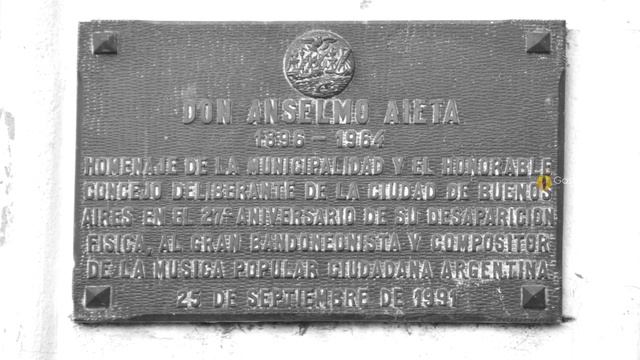 DON ANSELMO AIETA
1896 - 1964
HOMENAJE DE LA MUNICIPALIDAD Y EL HONORABLE
CONCEJO DELIBERANTE DE LA CIUDAD DE BUENOS
AIRES EN EL 27º ANIVERSARIO DE SU DESAPARICION
FISICA, AL GRAN BANDONEONISTA Y COMPOSITOR
DE LA MUSICA POPULAR CIUDADANA ARGENTINA
25 DE SEPTIEMBRE DE 1991